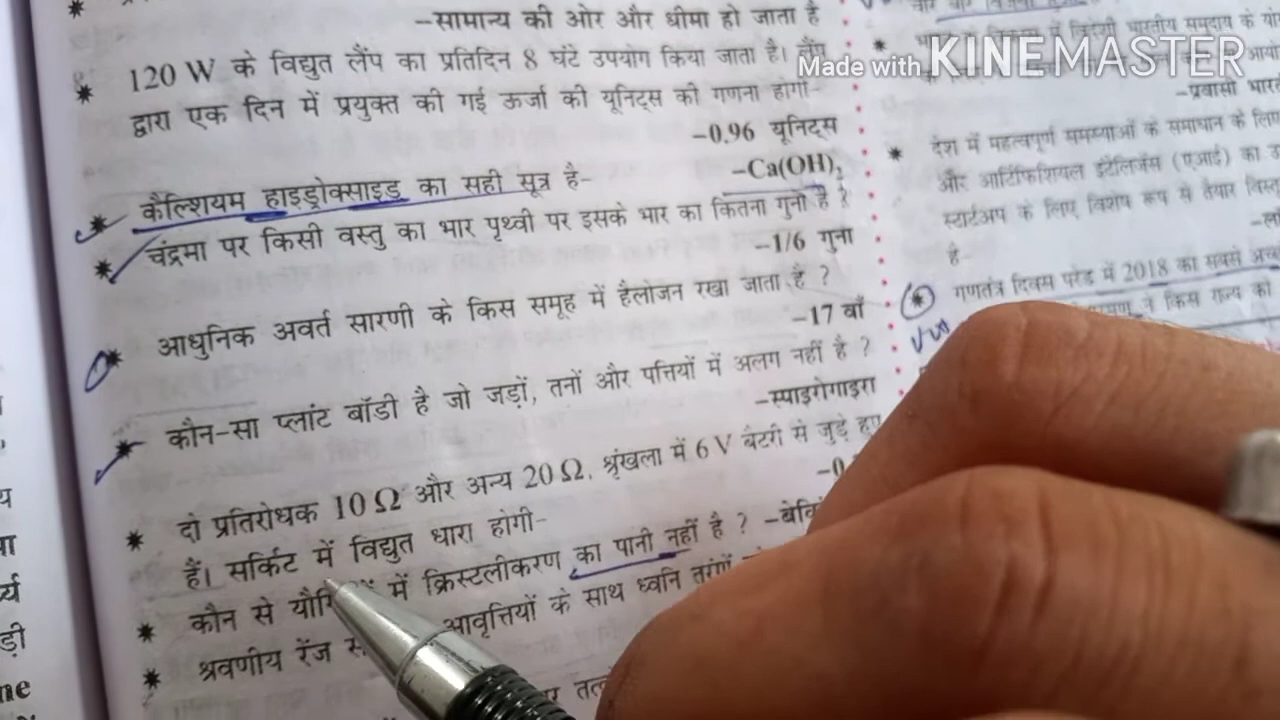 -सामान्य की ओर और धीमा हो जाता है
* 120 W के विद्युत लैंप का प्रतिदिन 8 घंटे उपयोग किया जाता है। लैंप
द्वारा एक दिन में प्रयुक्त की गई ऊर्जा की यूनिट्स की गणना होगी-
-0.96 यूनिट्स
* कैल्शियम हाइड्रोक्साइड का सही सूत्र है- -Ca(OH)₂
* चंद्रमा पर किसी वस्तु का भार पृथ्वी पर इसके भार का कितना गुना है ?
-1/6 गुना
* आधुनिक अवर्त सारणी के किस समूह में हैलोजन रखा जाता है ?
-17 वाँ
* कौन-सा प्लांट बॉडी है जो जड़ों, तनों और पत्तियों में अलग नहीं है ?
-स्पाइरोगाइरा
* दो प्रतिरोधक 10 Ω और अन्य 20 Ω, श्रृंखला में 6 V बैटरी से जुड़े हुए
हैं। सर्किट में विद्युत धारा होगी-
* कौन से में क्रिस्टलीकरण का पानी नहीं है ?
* श्रवणीय रेंज आवृत्तियों के साथ ध्वनि तरंगों
Made with KINEMASTER
में विदेशी भारतीय समुदाय के
-प्रवासी
* देश में महत्वपूर्ण समस्याओं के समाधान के लिए
और आर्टिफिशियल इंटेलिजेंस (एआई) का
स्टार्टअप के लिए विशेष रूप से तैयार
है-
* गणतंत्र दिवस परेड में 2018 का सबसे
ने किस राज्य को